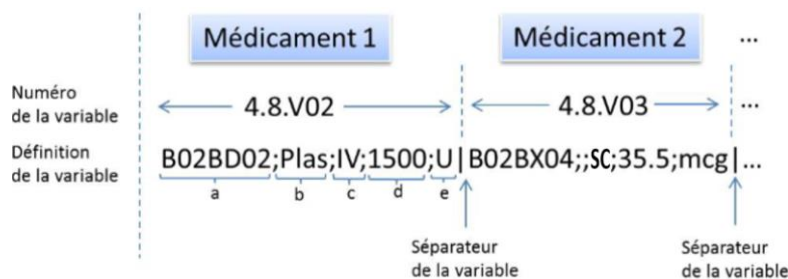 Médicament 1 Médicament 2 ...
Numéro
de la variable
4.8.V02 4.8.V03 ...
Définition
de la variable
B02BD02;Plas;IV;1500;U|B02BX04;;SC;35.5;mcg|...
a b c d e
Séparateur
de la variable
Séparateur
de la variable